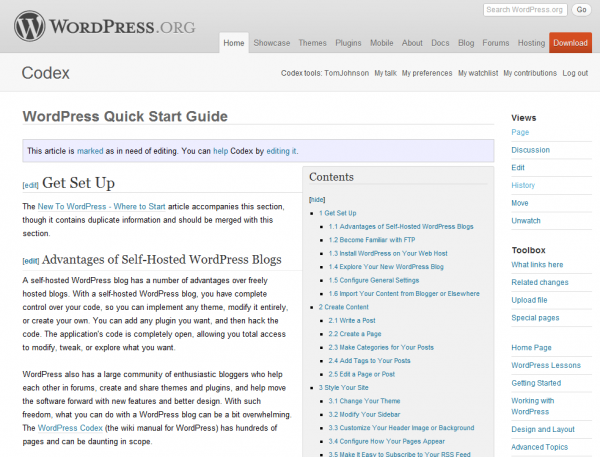 WORDPRESS.ORG
Search WordPress.org
Go
Home Showcase Themes Plugins Mobile About Docs Blog Forums Hosting Download
Codex
Codex tools: TomJohnson My talk My preferences My watchlist My contributions Log out
WordPress Quick Start Guide
This article is marked as in need of editing. You can help Codex by editing it.
[edit] Get Set Up
The New To WordPress - Where to Start article accompanies this section,
though it contains duplicate information and should be merged with this
section.
[edit] Advantages of Self-Hosted WordPress Blogs
A self-hosted WordPress blog has a number of advantages over freely
hosted blogs. With a self-hosted WordPress blog, you have complete
control over your code, so you can implement any theme, modify it entirely,
or create your own. You can add any plugin you want, and then hack the
code. The application's code is completely open, allowing you total access
to modify, tweak, or explore what you want.
WordPress also has a large community of enthusiastic bloggers who help
each other in forums, create and share themes and plugins, and help move
the software forward with new features and better design. With such
freedom, what you can do with a WordPress blog can be a bit overwhelming.
The WordPress Codex (the wiki manual for WordPress) has hundreds of
pages and can be daunting in scope.
Contents
[hide]
1 Get Set Up
1.1 Advantages of Self-Hosted WordPress Blogs
1.2 Become Familiar with FTP
1.3 Install WordPress on Your Web Host
1.4 Explore Your New WordPress Blog
1.5 Configure General Settings
1.6 Import Your Content from Blogger or Elsewhere
2 Create Content
2.1 Write a Post
2.2 Create a Page
2.3 Make Categories for Your Posts
2.4 Add Tags to Your Posts
2.5 Edit a Page or Post
3 Style Your Site
3.1 Change Your Theme
3.2 Modify Your Sidebar
3.3 Customize Your Header Image or Background
3.4 Configure How Your Pages Appear
3.5 Make It Easy to Subscribe to Your RSS Feed
Views
Page
Discussion
Edit
History
Move
Unwatch
Toolbox
What links here
Related changes
Upload file
Special pages
Home Page
WordPress Lessons
Getting Started
Working with
WordPress
Design and Layout
Advanced Topics